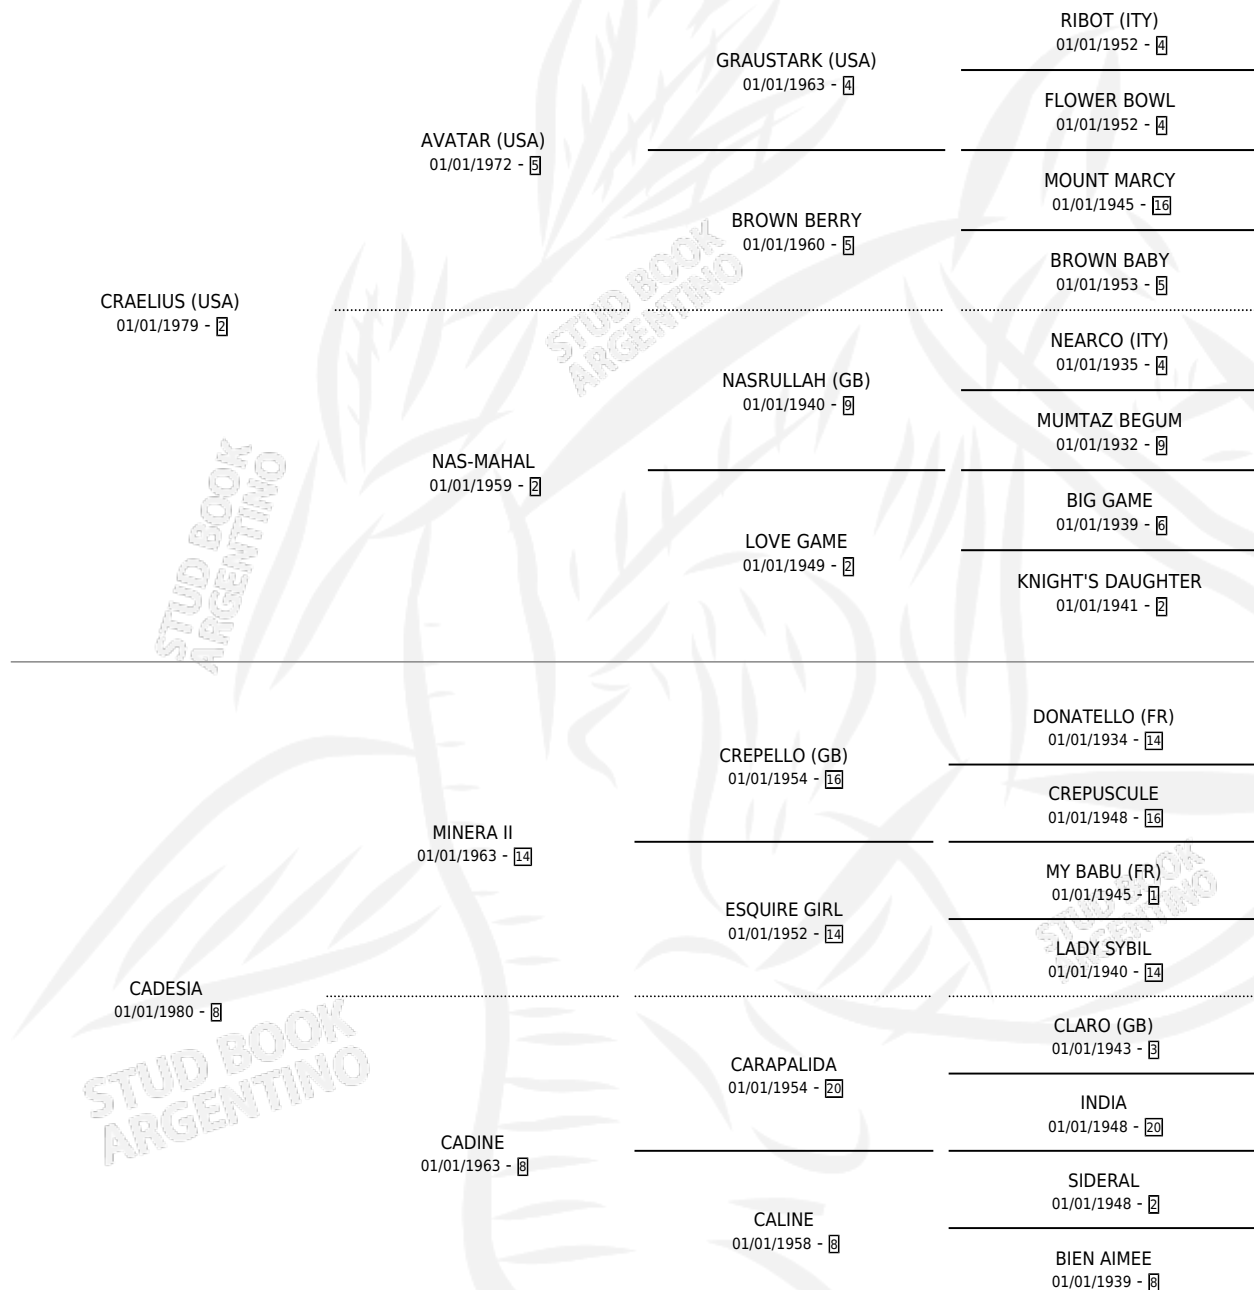 CRAELIUS (USA)
01/01/1979 - 2
AVATAR (USA)
01/01/1972 - 5
GRAUSTARK (USA)
01/01/1963 - 4
RIBOT (ITY)
01/01/1952 - 4
FLOWER BOWL
01/01/1952 - 4
BROWN BERRY
01/01/1960 - 5
MOUNT MARCY
01/01/1945 - 16
BROWN BABY
01/01/1953 - 5
NAS-MAHAL
01/01/1959 - 2
NASRULLAH (GB)
01/01/1940 - 9
NEARCO (ITY)
01/01/1935 - 4
MUMTAZ BEGUM
01/01/1932 - 9
LOVE GAME
01/01/1949 - 2
BIG GAME
01/01/1939 - 6
KNIGHT'S DAUGHTER
01/01/1941 - 2
CADESIA
01/01/1980 - 8
MINERA II
01/01/1963 - 14
CREPELLO (GB)
01/01/1954 - 16
DONATELLO (FR)
01/01/1934 - 14
CREPUSCULE
01/01/1948 - 16
ESQUIRE GIRL
01/01/1952 - 14
MY BABU (FR)
01/01/1945 - 1
LADY SYBIL
01/01/1940 - 14
CADINE
01/01/1963 - 8
CARAPALIDA
01/01/1954 - 20
CLARO (GB)
01/01/1943 - 3
INDIA
01/01/1948 - 20
CALINE
01/01/1958 - 8
SIDERAL
01/01/1948 - 2
BIEN AIMEE
01/01/1939 - 8
STUD BOOK
ARGENTINO
STUD BOOK
ARGENTINO
STUD BOOK
ARGENTINO
STUD BOOK
ARGENTINO